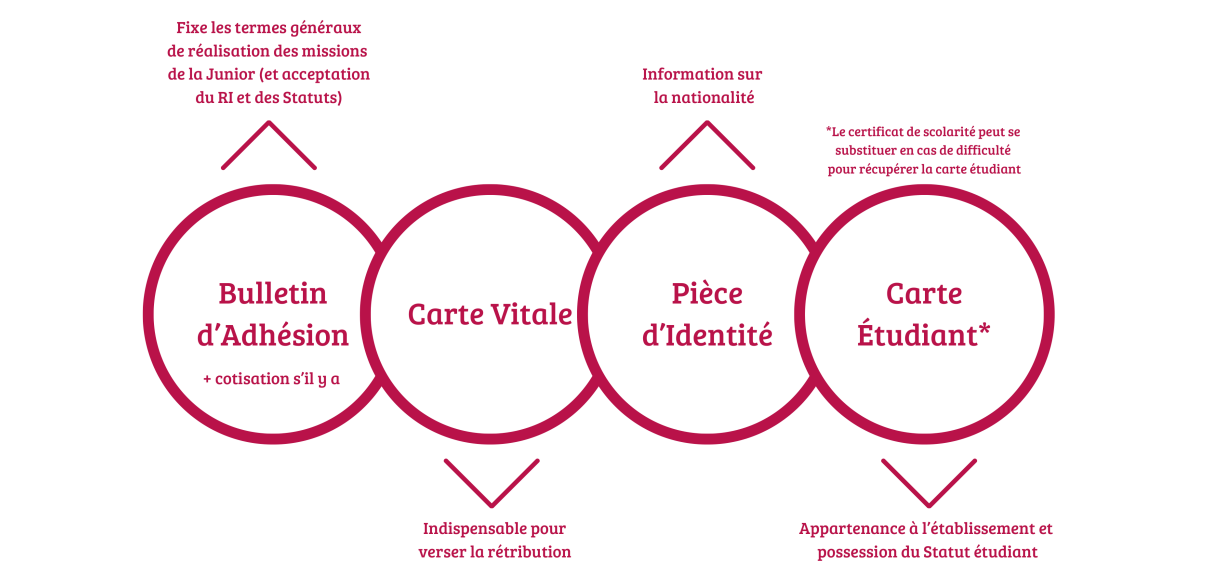 Fixe les termes généraux
de réalisation des missions
de la Junior (et acceptation
du RI et des Statuts)
Information sur
la nationalité
*Le certificat de scolarité peut se
substituer en cas de difficulté
pour récupérer la carte étudiant
Bulletin
d'Adhésion
+ cotisation s'il y a
Carte Vitale
Pièce
d'Identité
Carte
Étudiant*
Indispensable pour
verser la rétribution
Appartenance à l'établissement et
possession du Statut étudiant